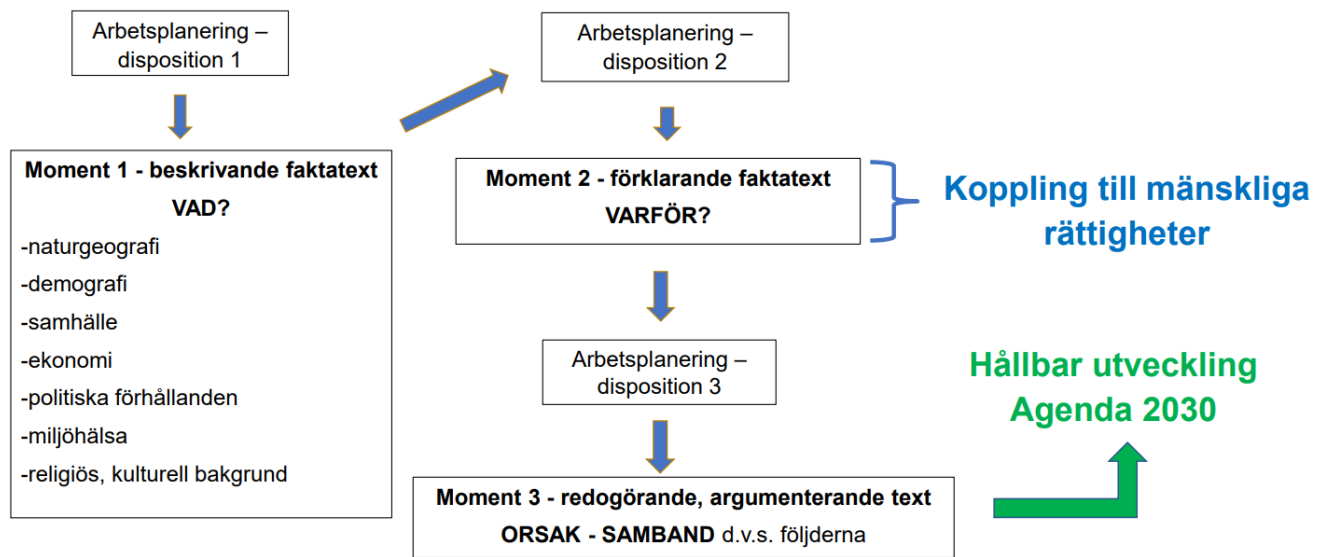 Arbetsplanering –
disposition 1
Moment 1 - beskrivande faktatext
VAD?
-naturgeografi
-demografi
-samhälle
-ekonomi
-politiska förhållanden
-miljöhälsa
-religiös, kulturell bakgrund
Arbetsplanering –
disposition 2
Moment 2 - förklarande faktatext
VARFÖR?
Koppling till mänskliga
rättigheter
Arbetsplanering –
disposition 3
Moment 3 - redogörande, argumenterande text
ORSAK - SAMBAND d.v.s. följderna
Hållbar utveckling
Agenda 2030